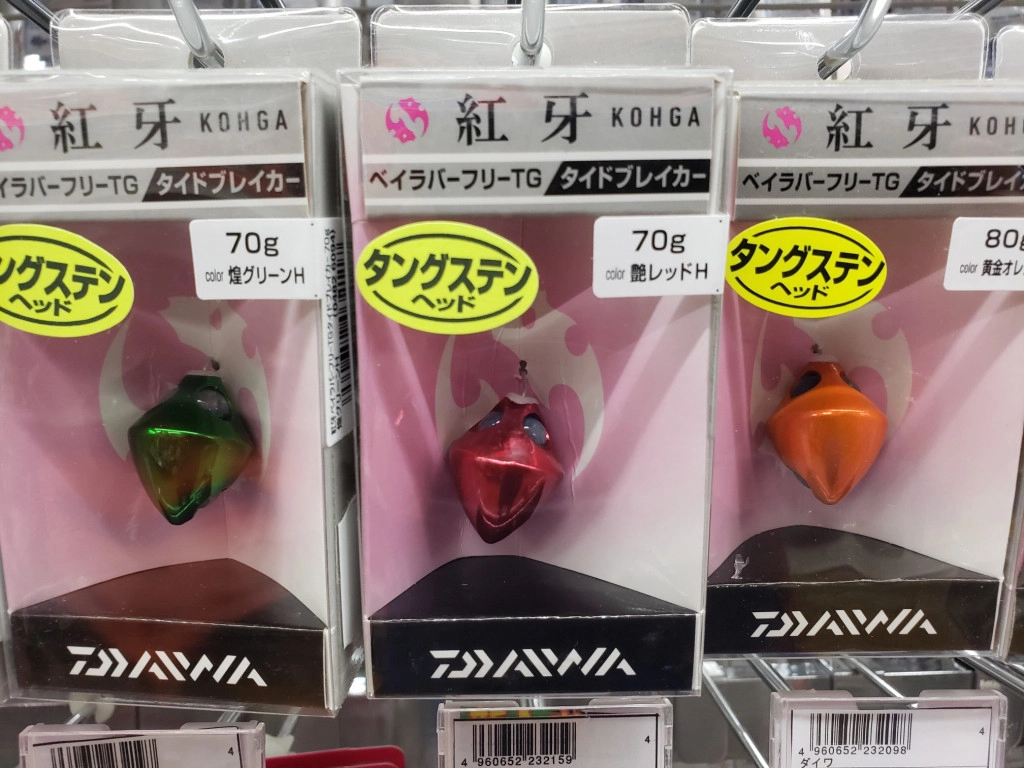 紅牙 KOHGA
イラバーフリーTG タイドブレイカー
70g
color 煌グリーンH
ングステン
ヘッド
DAIWA
紅牙 KOHGA
ベイラバーフリーTG タイドブレイカー
70g
color 艶レッドH
タングステン
ヘッド
DAIWA
4 960652 232159
4
紅牙 KOH
ベイラバーフリーTG タイドブレイ
80g
color 黄金オレ
タングステン
ヘッド
DAIWA
4 960652 232098
ダイワ
4
4